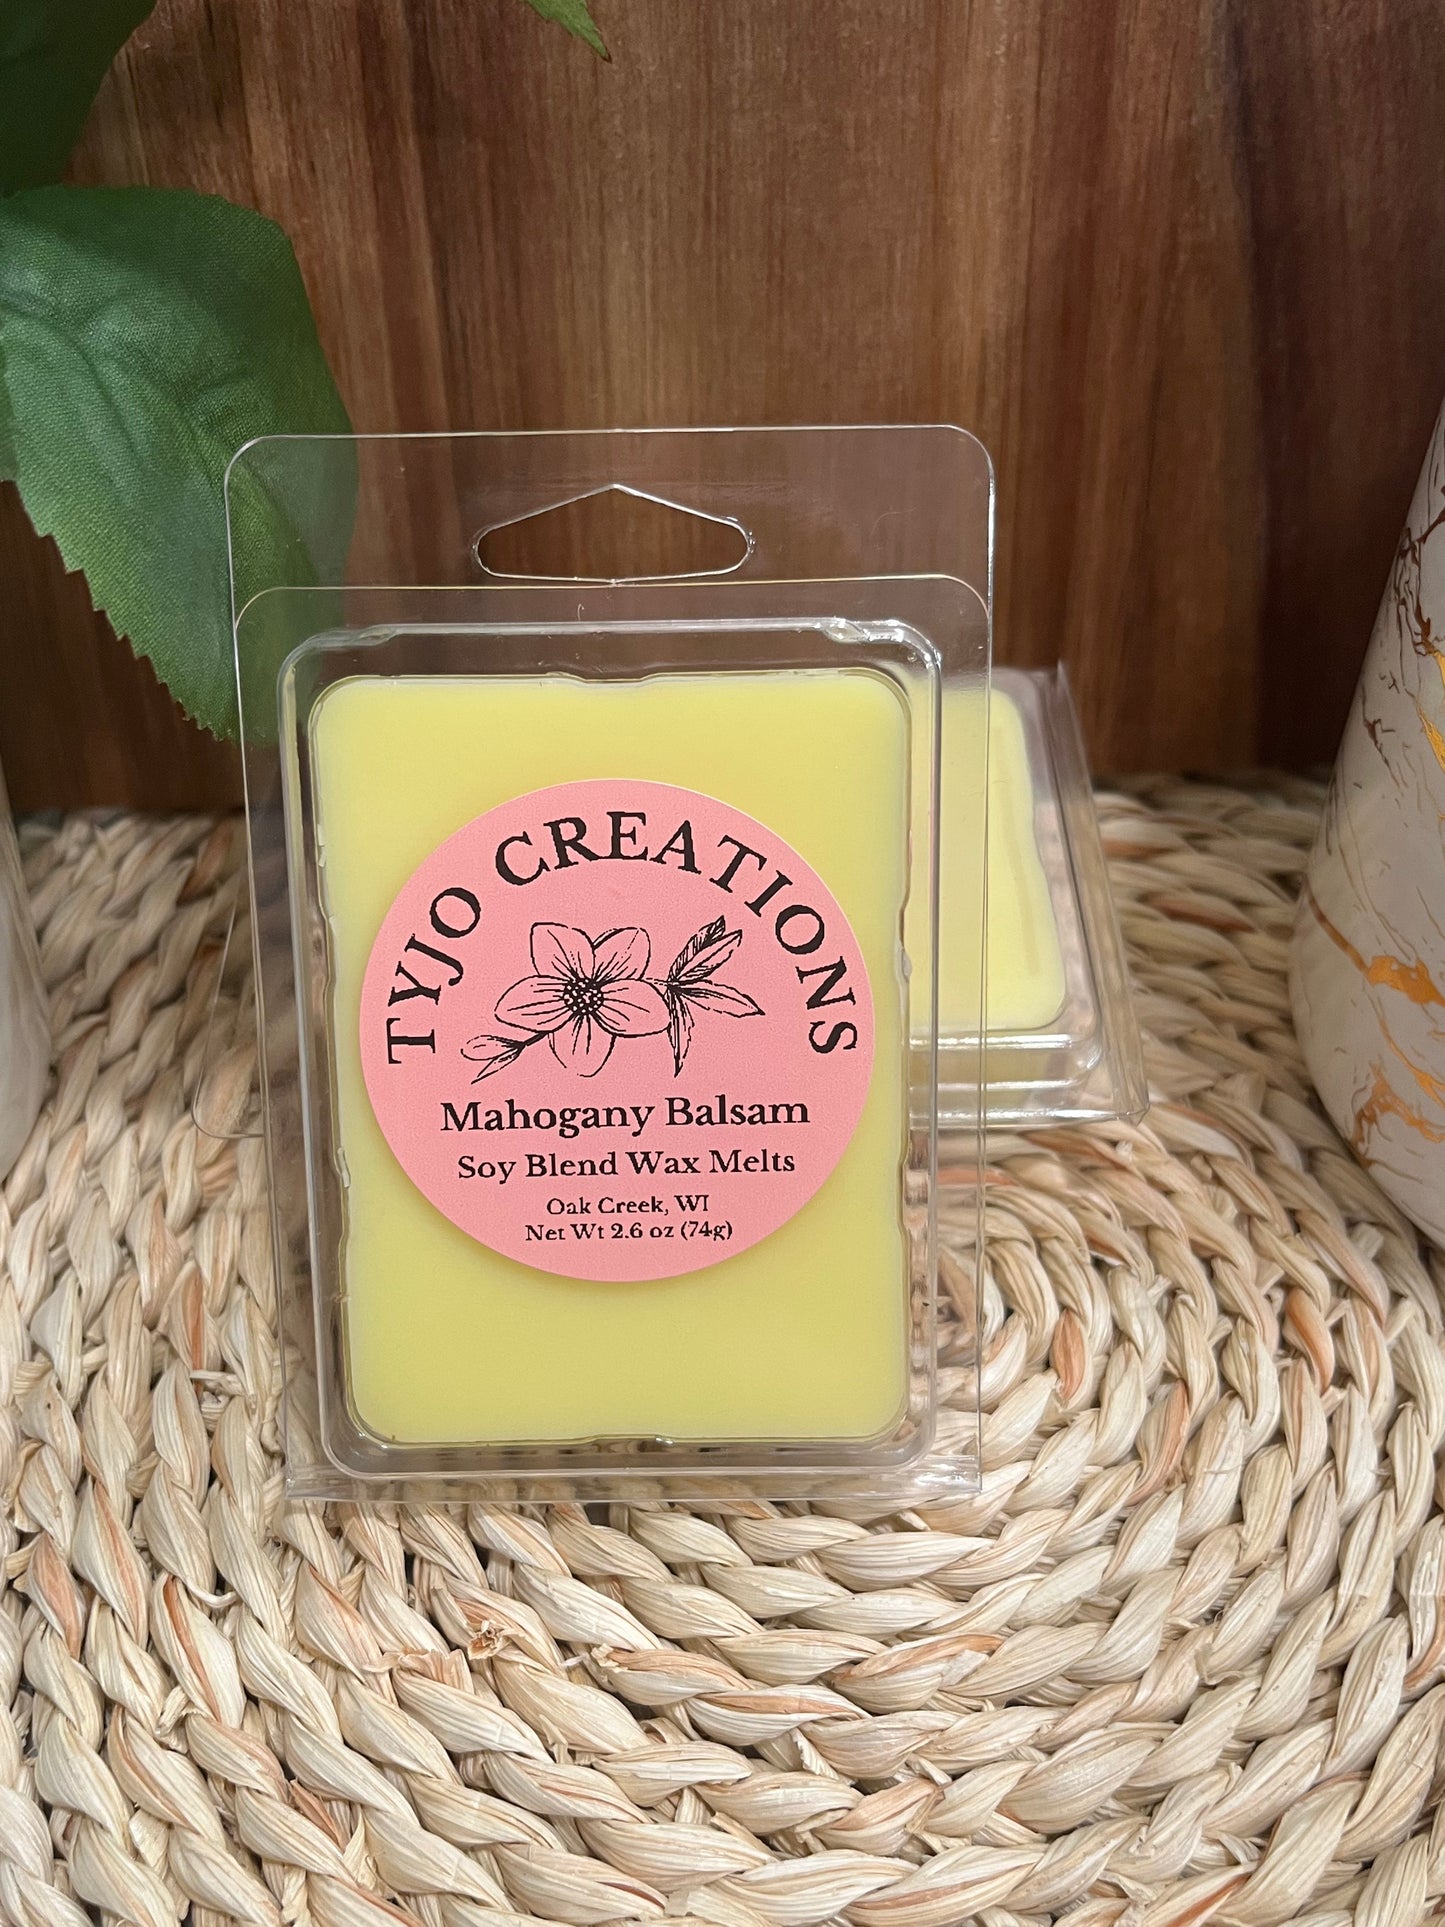 TYJO CREATIONS
Mahogany Balsam
Soy Blend Wax Melts
Oak Creek, WI
Net Wt 2.6 oz (74g)